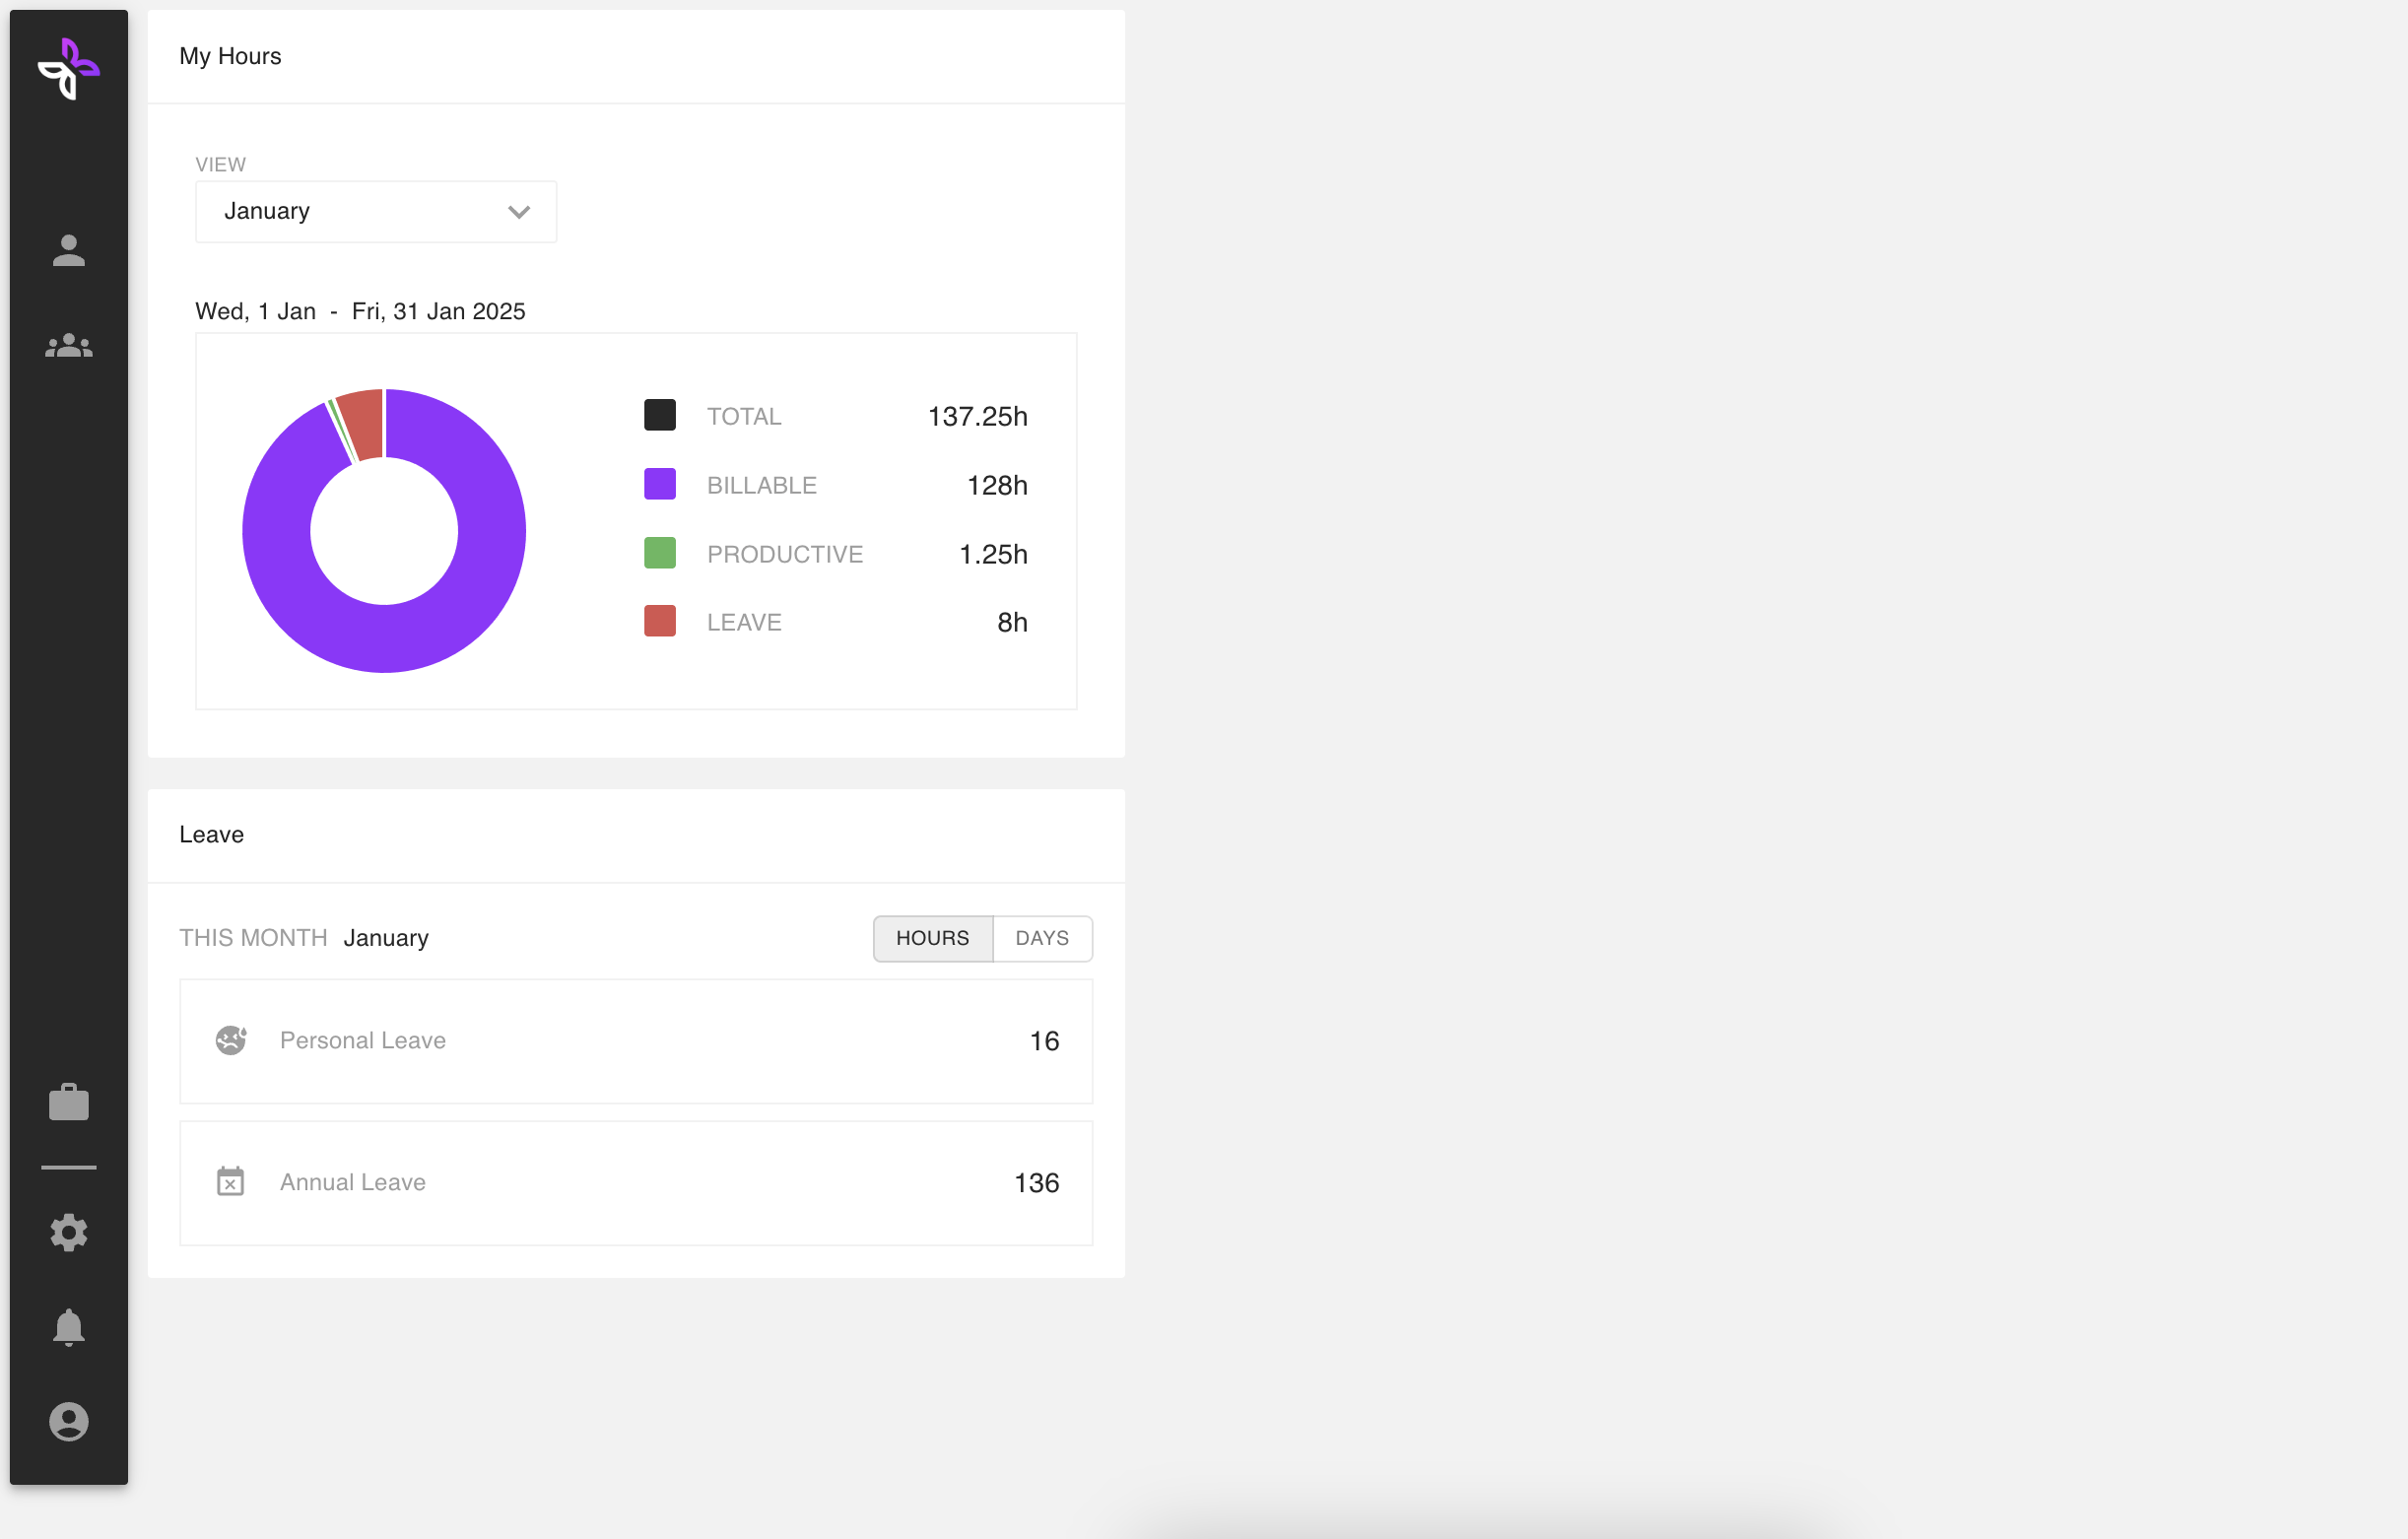 My Hours
VIEW
January
Wed, 1 Jan - Fri, 31 Jan 2025
TOTAL 137.25h
BILLABLE 128h
PRODUCTIVE 1.25h
LEAVE 8h
Leave
THIS MONTH January HOURS DAYS
Personal Leave 16
Annual Leave 136